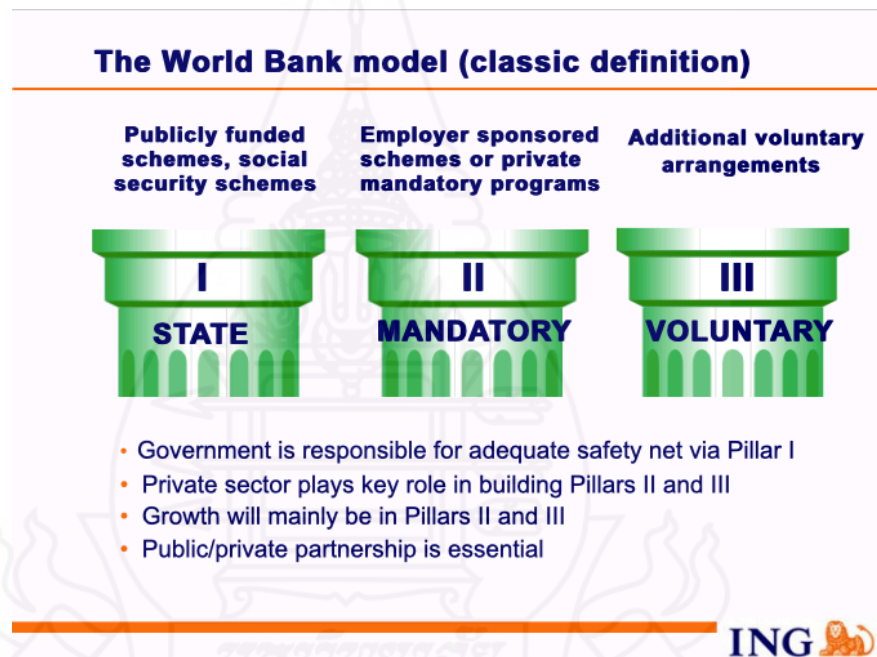 The World Bank model (classic definition)
Publicly funded
schemes, social
security schemes
Employer sponsored
schemes or private
mandatory programs
Additional voluntary
arrangements
I
STATE
II
MANDATORY
III
VOLUNTARY
• Government is responsible for adequate safety net via Pillar I
• Private sector plays key role in building Pillars II and III
• Growth will mainly be in Pillars II and III
• Public/private partnership is essential
ING